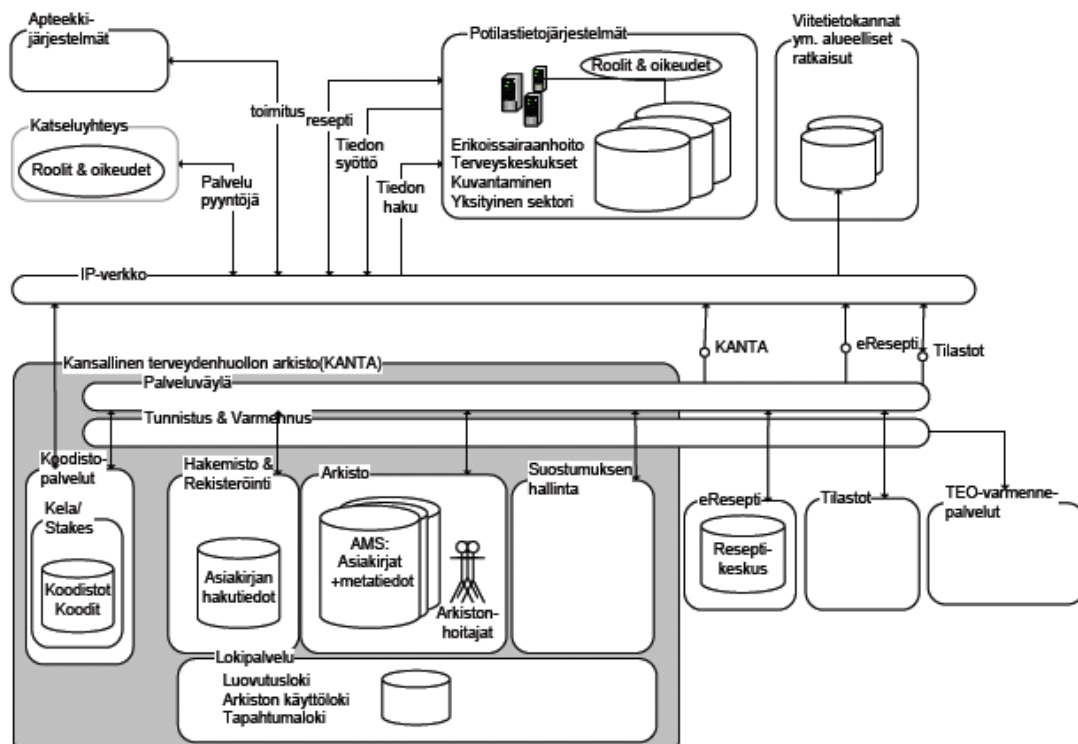 Apteekki-
järjestelmät
Potilastietojärjestelmät
Viitetietokannat
ym. alueelliset
ratkaisut
Roolit & oikeudet
Katseluyhteys
Roolit & oikeudet
toimitus
resepti
Tiedon
syöttö
Tiedon
haku
Palvelu
pyyntöjä
Erikoissairaanhoito
Terveyskeskukset
Kuvantaminen
Yksityinen sektori
IP-verkko
KANTA
eResepti
Tilastot
Kansallinen terveydenhuollon arkisto(KANTA)
Palveluväylä
Tunnistus & Varmennus
Koodisto-
palvelut
Kela/
Stakes
Koodistot
Koodit
Hakemisto &
Rekisteröinti
Asiakirjan
hakutiedot
Arkisto
AMS:
Asiakirjat
+metatiedot
Arkiston-
hoitajat
Suostumuksen
hallinta
eResepti
Resepti-
keskus
Tilastot
TEO-varmenne-
palvelut
Lokipalvelu
Luovutusloki
Arkiston käyttöloki
Tapahtumaloki